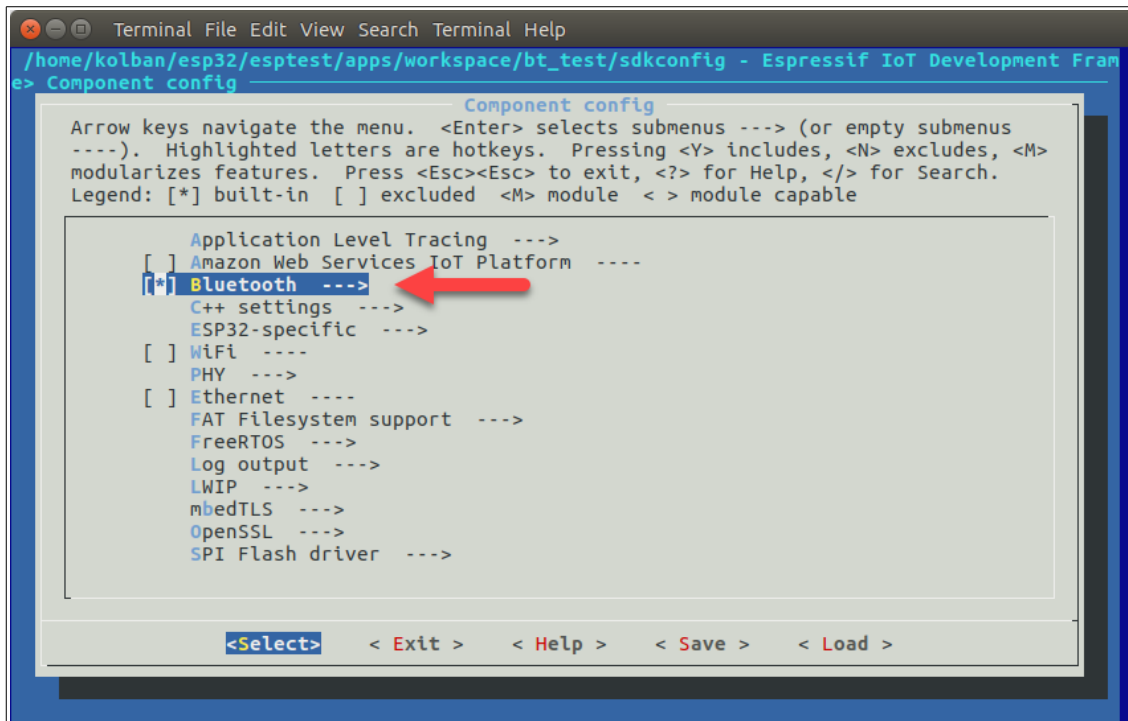 Terminal File Edit View Search Terminal Help
/home/kolban/esp32/esptest/apps/workspace/bt_test/sdkconfig - Espressif IoT Development Fram
e> Component config
Component config
Arrow keys navigate the menu.  <Enter> selects submenus ---> (or empty submenus
----).  Highlighted letters are hotkeys.  Pressing <Y> includes, <N> excludes, <M>
modularizes features.  Press <Esc><Esc> to exit, <?> for Help, </> for Search.
Legend: [*] built-in  [ ] excluded  <M> module  < > module capable
Application Level Tracing  --->
[ ] Amazon Web Services IoT Platform  ----
[*] Bluetooth  --->
C++ settings  --->
ESP32-specific  --->
[ ] WiFi  ----
PHY  --->
[ ] Ethernet  ----
FAT Filesystem support  --->
FreeRTOS  --->
Log output  --->
LWIP  --->
mbedTLS  --->
OpenSSL  --->
SPI Flash driver  --->
<Select>    < Exit >    < Help >    < Save >    < Load >